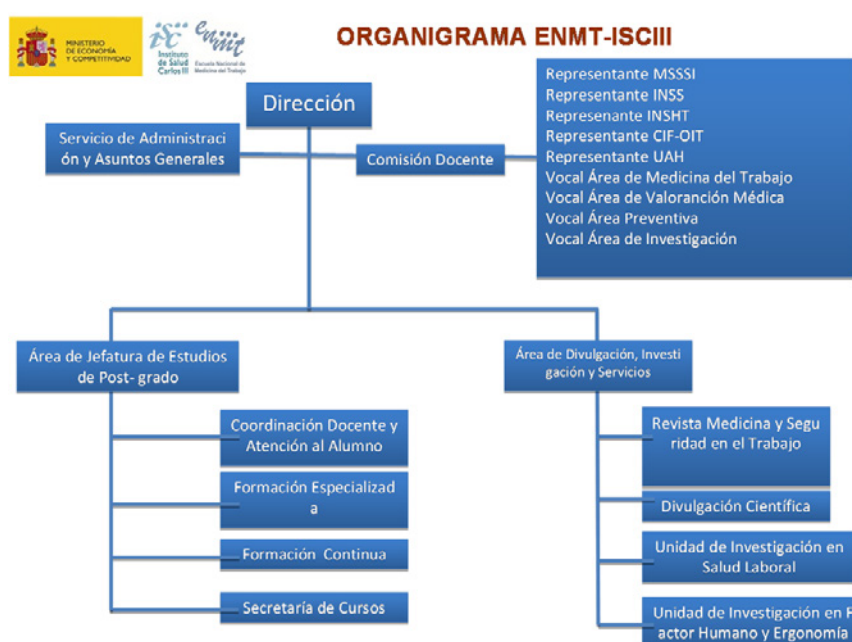 MINISTERIO
DE ECONOMÍA
Y COMPETITIVIDAD
isc
Instituto
de Salud
Carlos III
enmt
Escuela Nacional de
Medicina del Trabajo
ORGANIGRAMA ENMT-ISCIII
Dirección
Servicio de Administraci
ón y Asuntos Generales
Comisión Docente
Representante MSSSI
Representante INSS
Represenante INSHT
Representante CIF-OIT
Representante UAH
Vocal Área de Medicina del Trabajo
Vocal Área de Valoranción Médica
Vocal Área Preventiva
Vocal Área de Investigación
Área de Jefatura de Estudios
de Post- grado
Coordinación Docente y
Atención al Alumno
Formación Especializad
a
Formación Continua
Secretaría de Cursos
Área de Divulgación, Investi
gación y Servicios
Revista Medicina y Segu
ridad en el Trabajo
Divulgación Científica
Unidad de Investigación en
Salud Laboral
Unidad de Investigación en F
actor Humano y Ergonomía